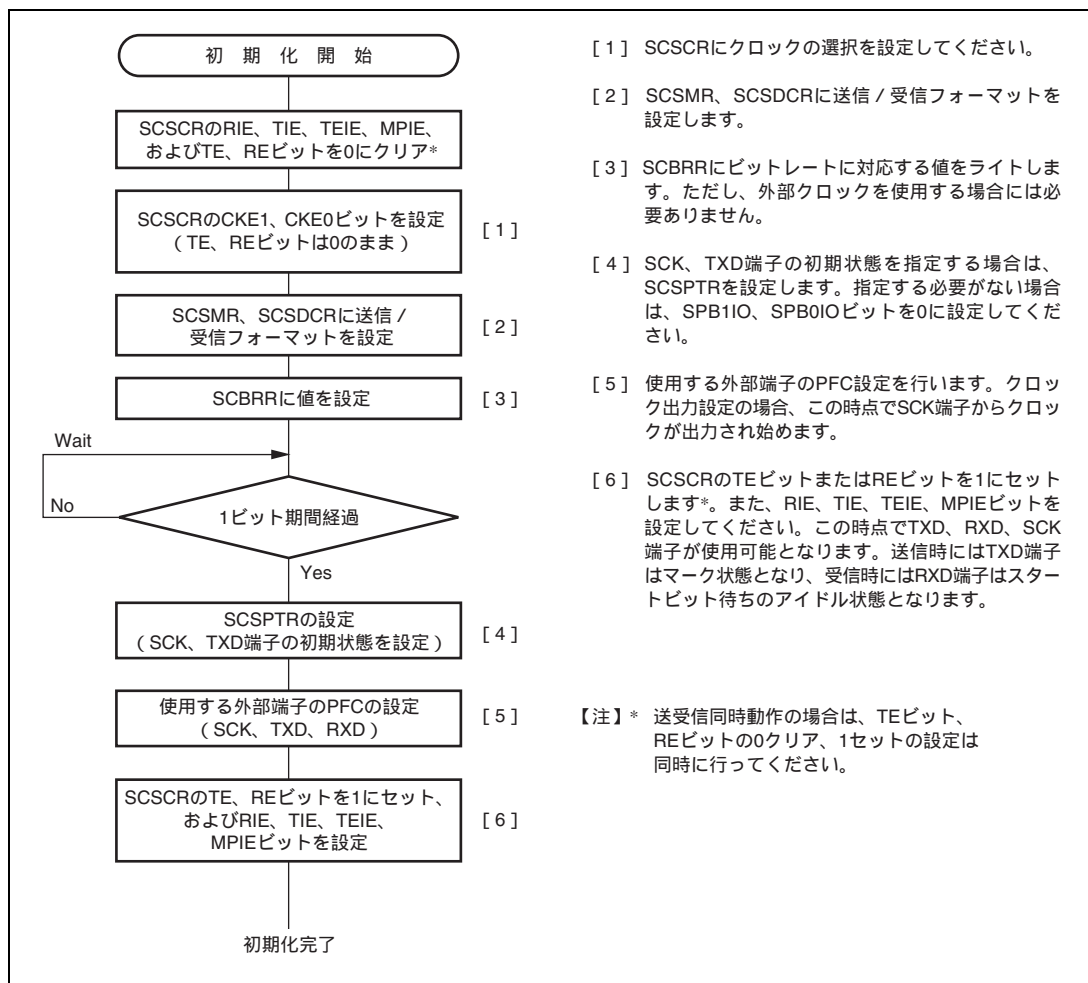 初 期 化 開 始
SCSCRのRIE、TIE、TEIE、MPIE、
およびTE、REビットを0にクリア*
SCSCRのCKE1、CKE0ビットを設定
（TE、REビットは0のまま）
[1]
SCSMR、SCSDCRに送信 /
受信フォーマットを設定
[2]
SCBRRに値を設定
[3]
Wait
No
1ビット期間経過
Yes
SCSPTRの設定
（SCK、TXD端子の初期状態を設定）
[4]
使用する外部端子のPFCの設定
（SCK、TXD、RXD）
[5]
SCSCRのTE、REビットを1にセット、
およびRIE、TIE、TEIE、
MPIEビットを設定
[6]
初期化完了
[1] SCSCRにクロックの選択を設定してください。
[2] SCSMR、SCSDCRに送信 / 受信フォーマットを
設定します。
[3] SCBRRにビットレートに対応する値をライトしま
す。ただし、外部クロックを使用する場合には必
要ありません。
[4] SCK、TXD端子の初期状態を指定する場合は、
SCSPTRを設定します。指定する必要がない場合
は、SPB1IO、SPB0IOビットを0に設定してくだ
さい。
[5] 使用する外部端子のPFC設定を行います。クロッ
ク出力設定の場合、この時点でSCK端子からクロッ
クが出力され始めます。
[6] SCSCRのTEビットまたはREビットを1にセット
します*。また、RIE、TIE、TEIE、MPIEビットを
設定してください。この時点でTXD、RXD、SCK
端子が使用可能となります。送信時にはTXD端子
はマーク状態となり、受信時にはRXD端子はスター
トビット待ちのアイドル状態となります。
【注】* 送受信同時動作の場合は、TEビット、
REビットの0クリア、1セットの設定は
同時に行ってください。